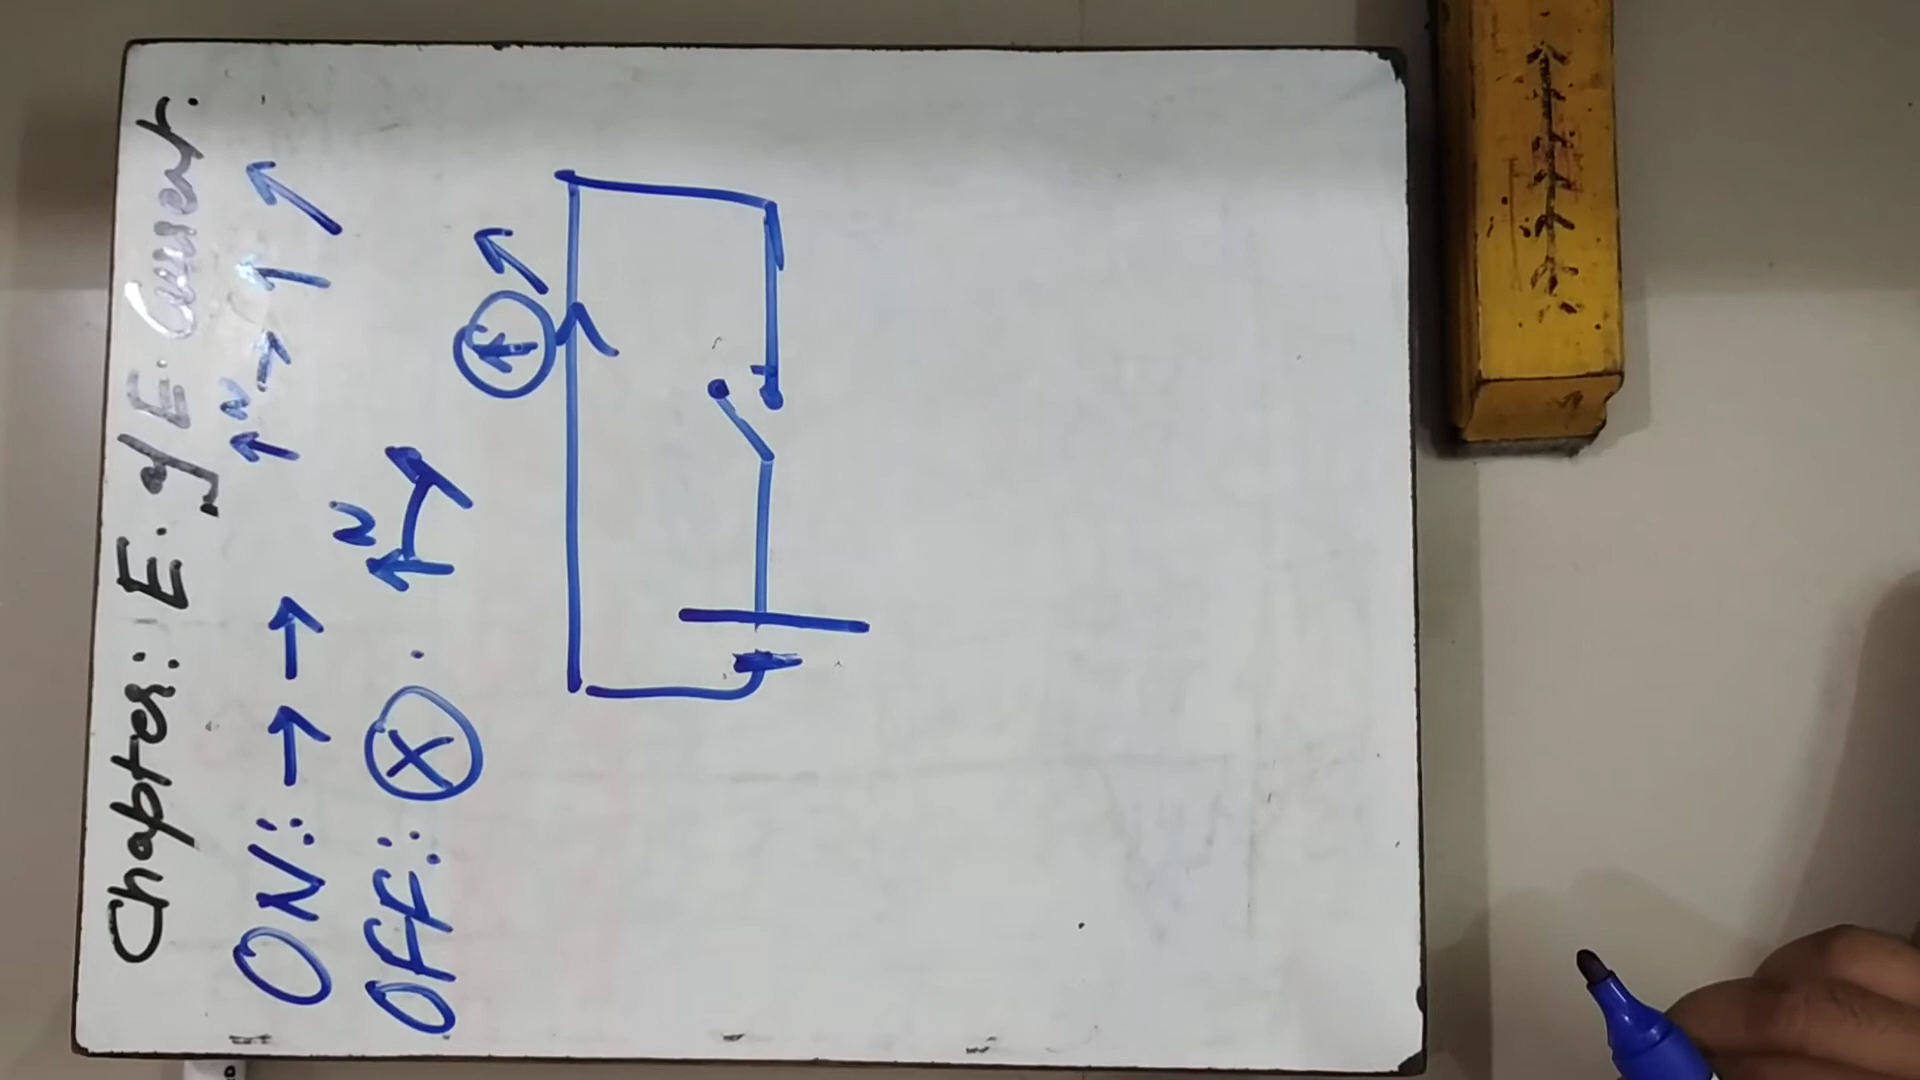 Chapter:: E. of E. Current.
ON:: → → ↑ N → ↑ ↗
OFF:: ⓧ . N